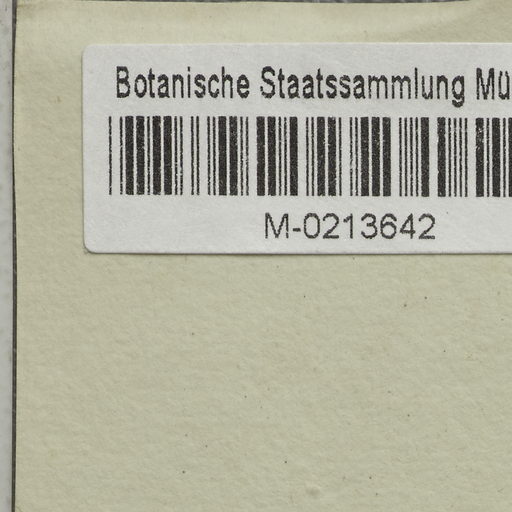 Botanische Staatssammlung Mü
M-0213642